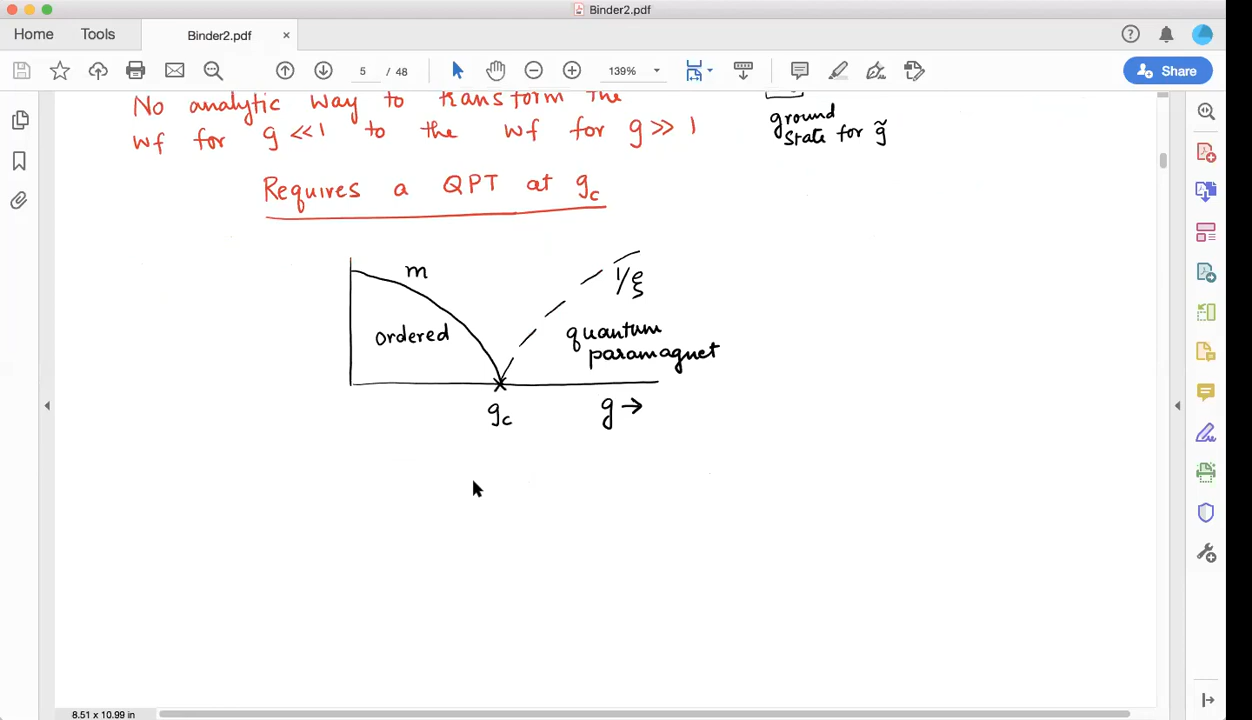 Binder2.pdf
Home Tools Binder2.pdf ×
5 / 48 139% Share
No analytic way to transform the
wf for g <<1 to the wf for g >> 1
ground
state for g̃
Requires a QPT at gc
m
1/ξ
ordered
quantum
paramagnet
gc
g →
8.51 x 10.99 in